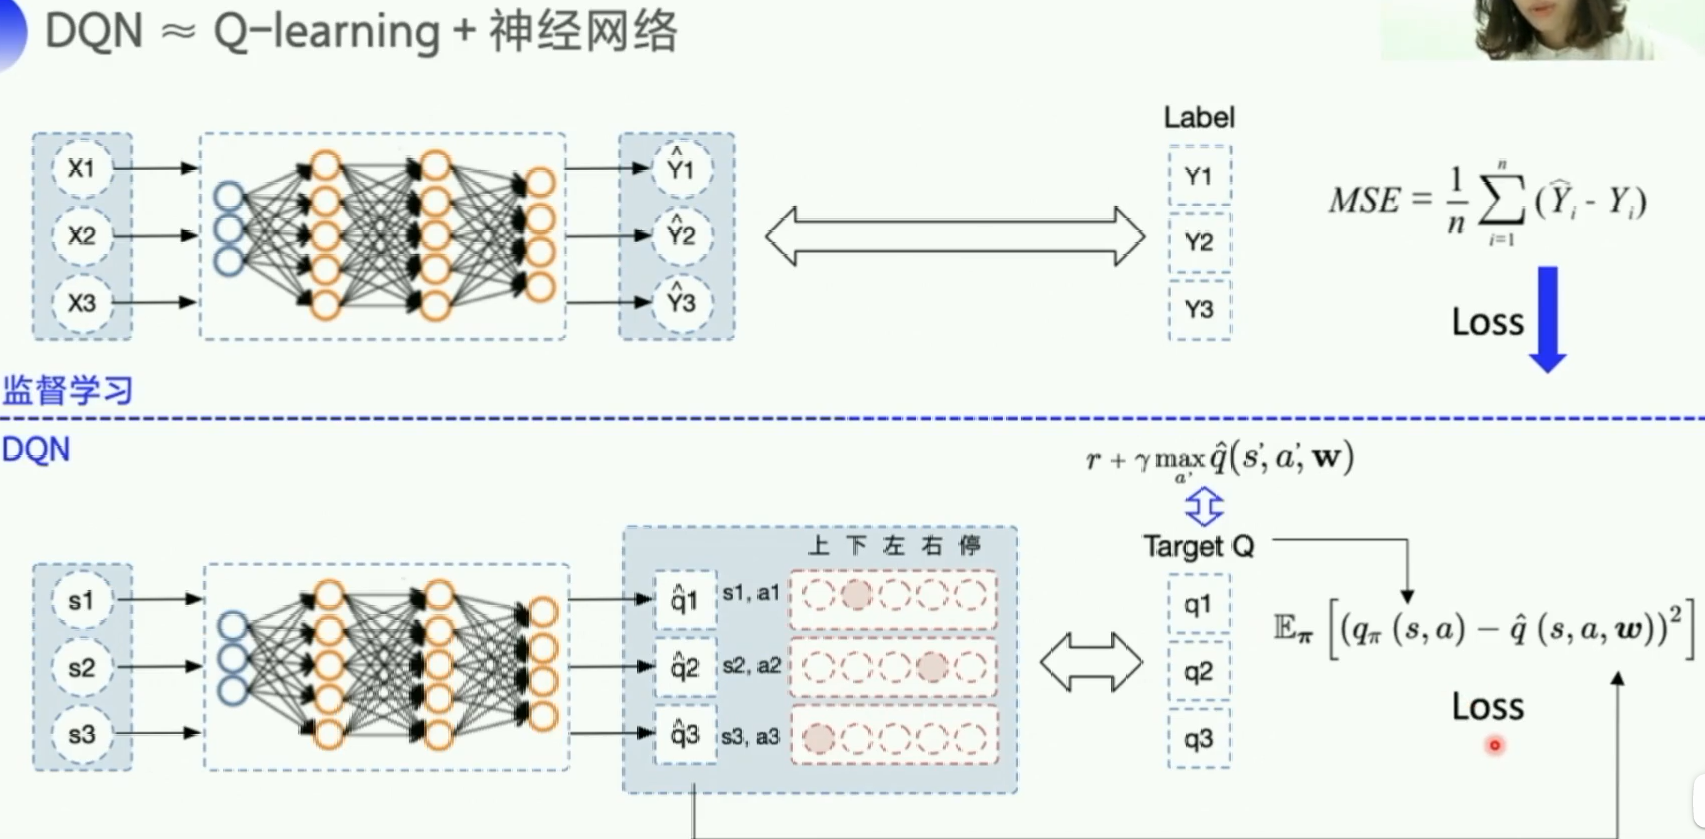 DQN ≈ Q-learning + 神经网络
Label
X1
X2
X3
Ŷ1
Ŷ2
Ŷ3
Y1
Y2
Y3
MSE = 1/n ∑ i=1 n (Ŷi - Yi)
Loss
监督学习
DQN
r + γ max a' q̂(s', a', w)
Target Q
上 下 左 右 停
s1
s2
s3
q̂1 s1, a1
q̂2 s2, a2
q̂3 s3, a3
q1
q2
q3
𝔼π [(qπ (s, a) − q̂ (s, a, w))²]
Loss